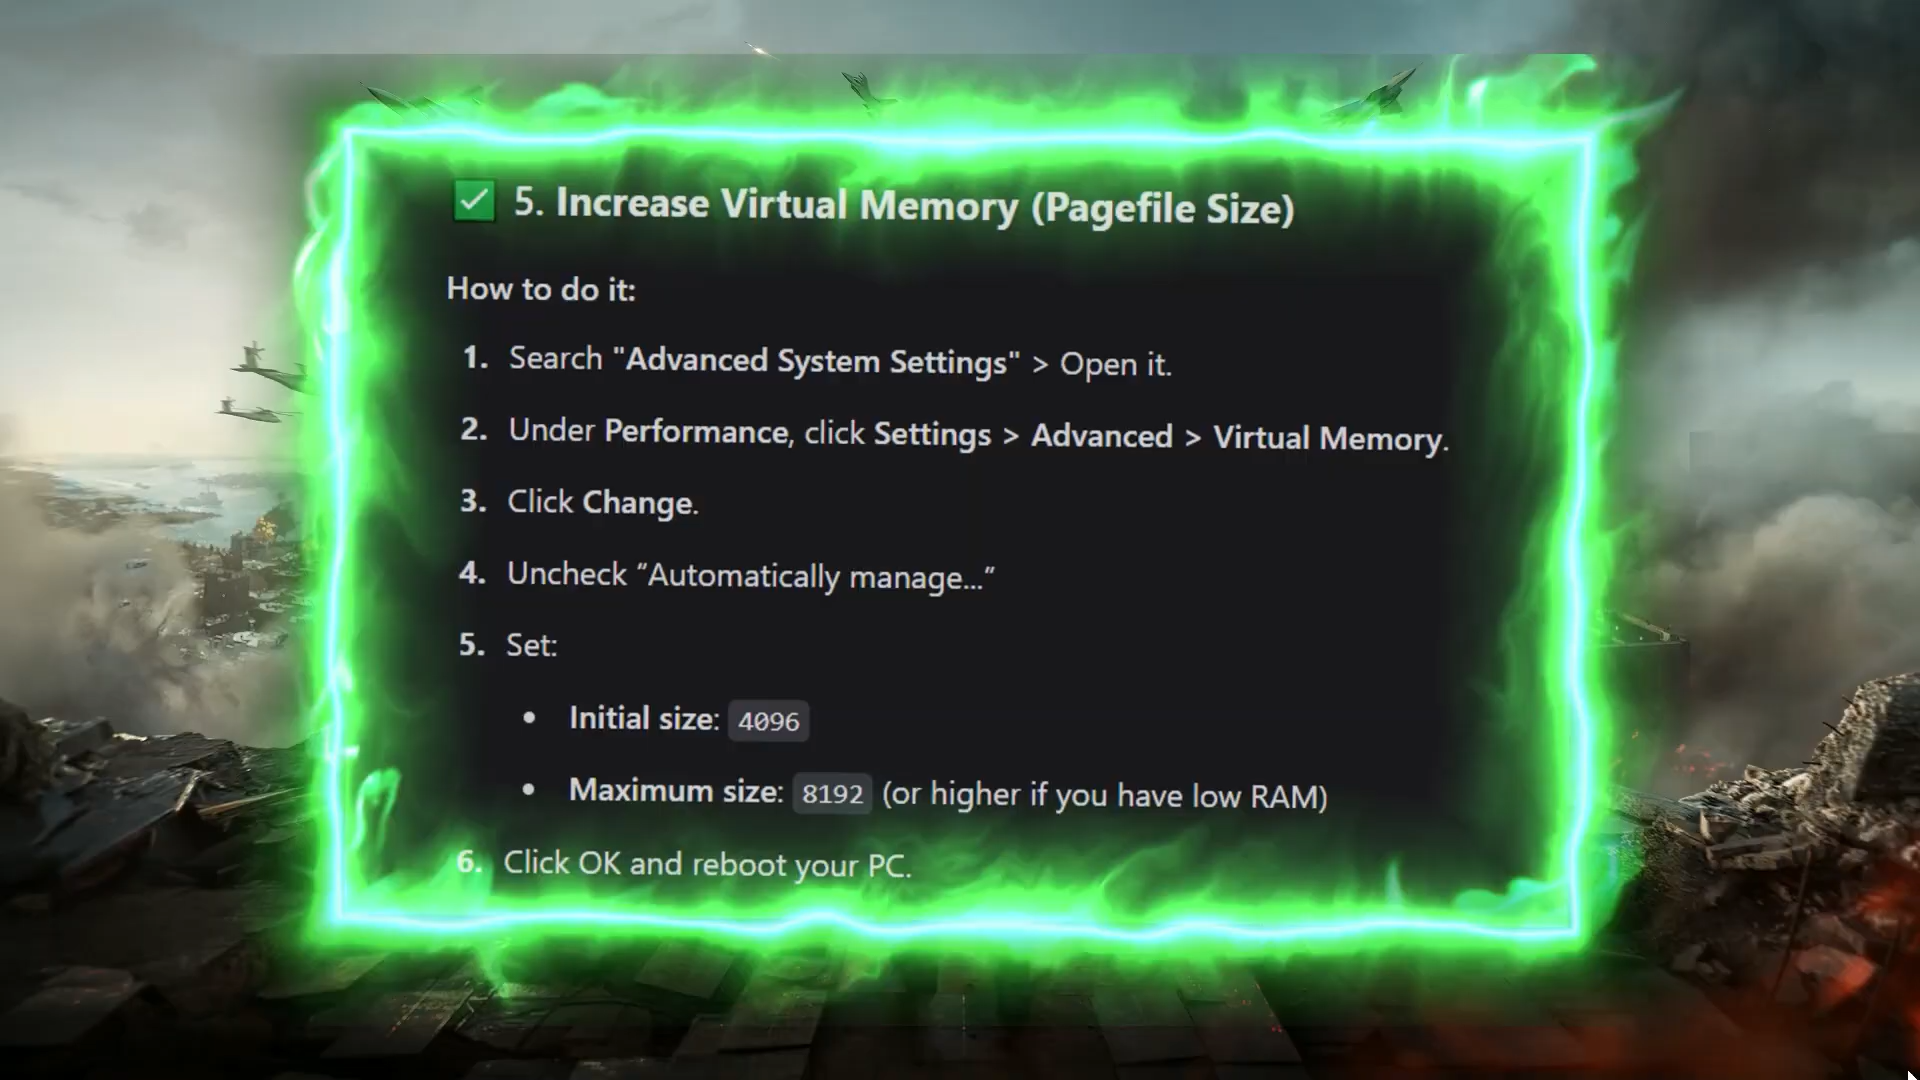 ✅ 5. Increase Virtual Memory (Pagefile Size)
How to do it:
1. Search "Advanced System Settings" > Open it.
2. Under Performance, click Settings > Advanced > Virtual Memory.
3. Click Change.
4. Uncheck “Automatically manage...”
5. Set:
• Initial size: 4096
• Maximum size: 8192 (or higher if you have low RAM)
6. Click OK and reboot your PC.